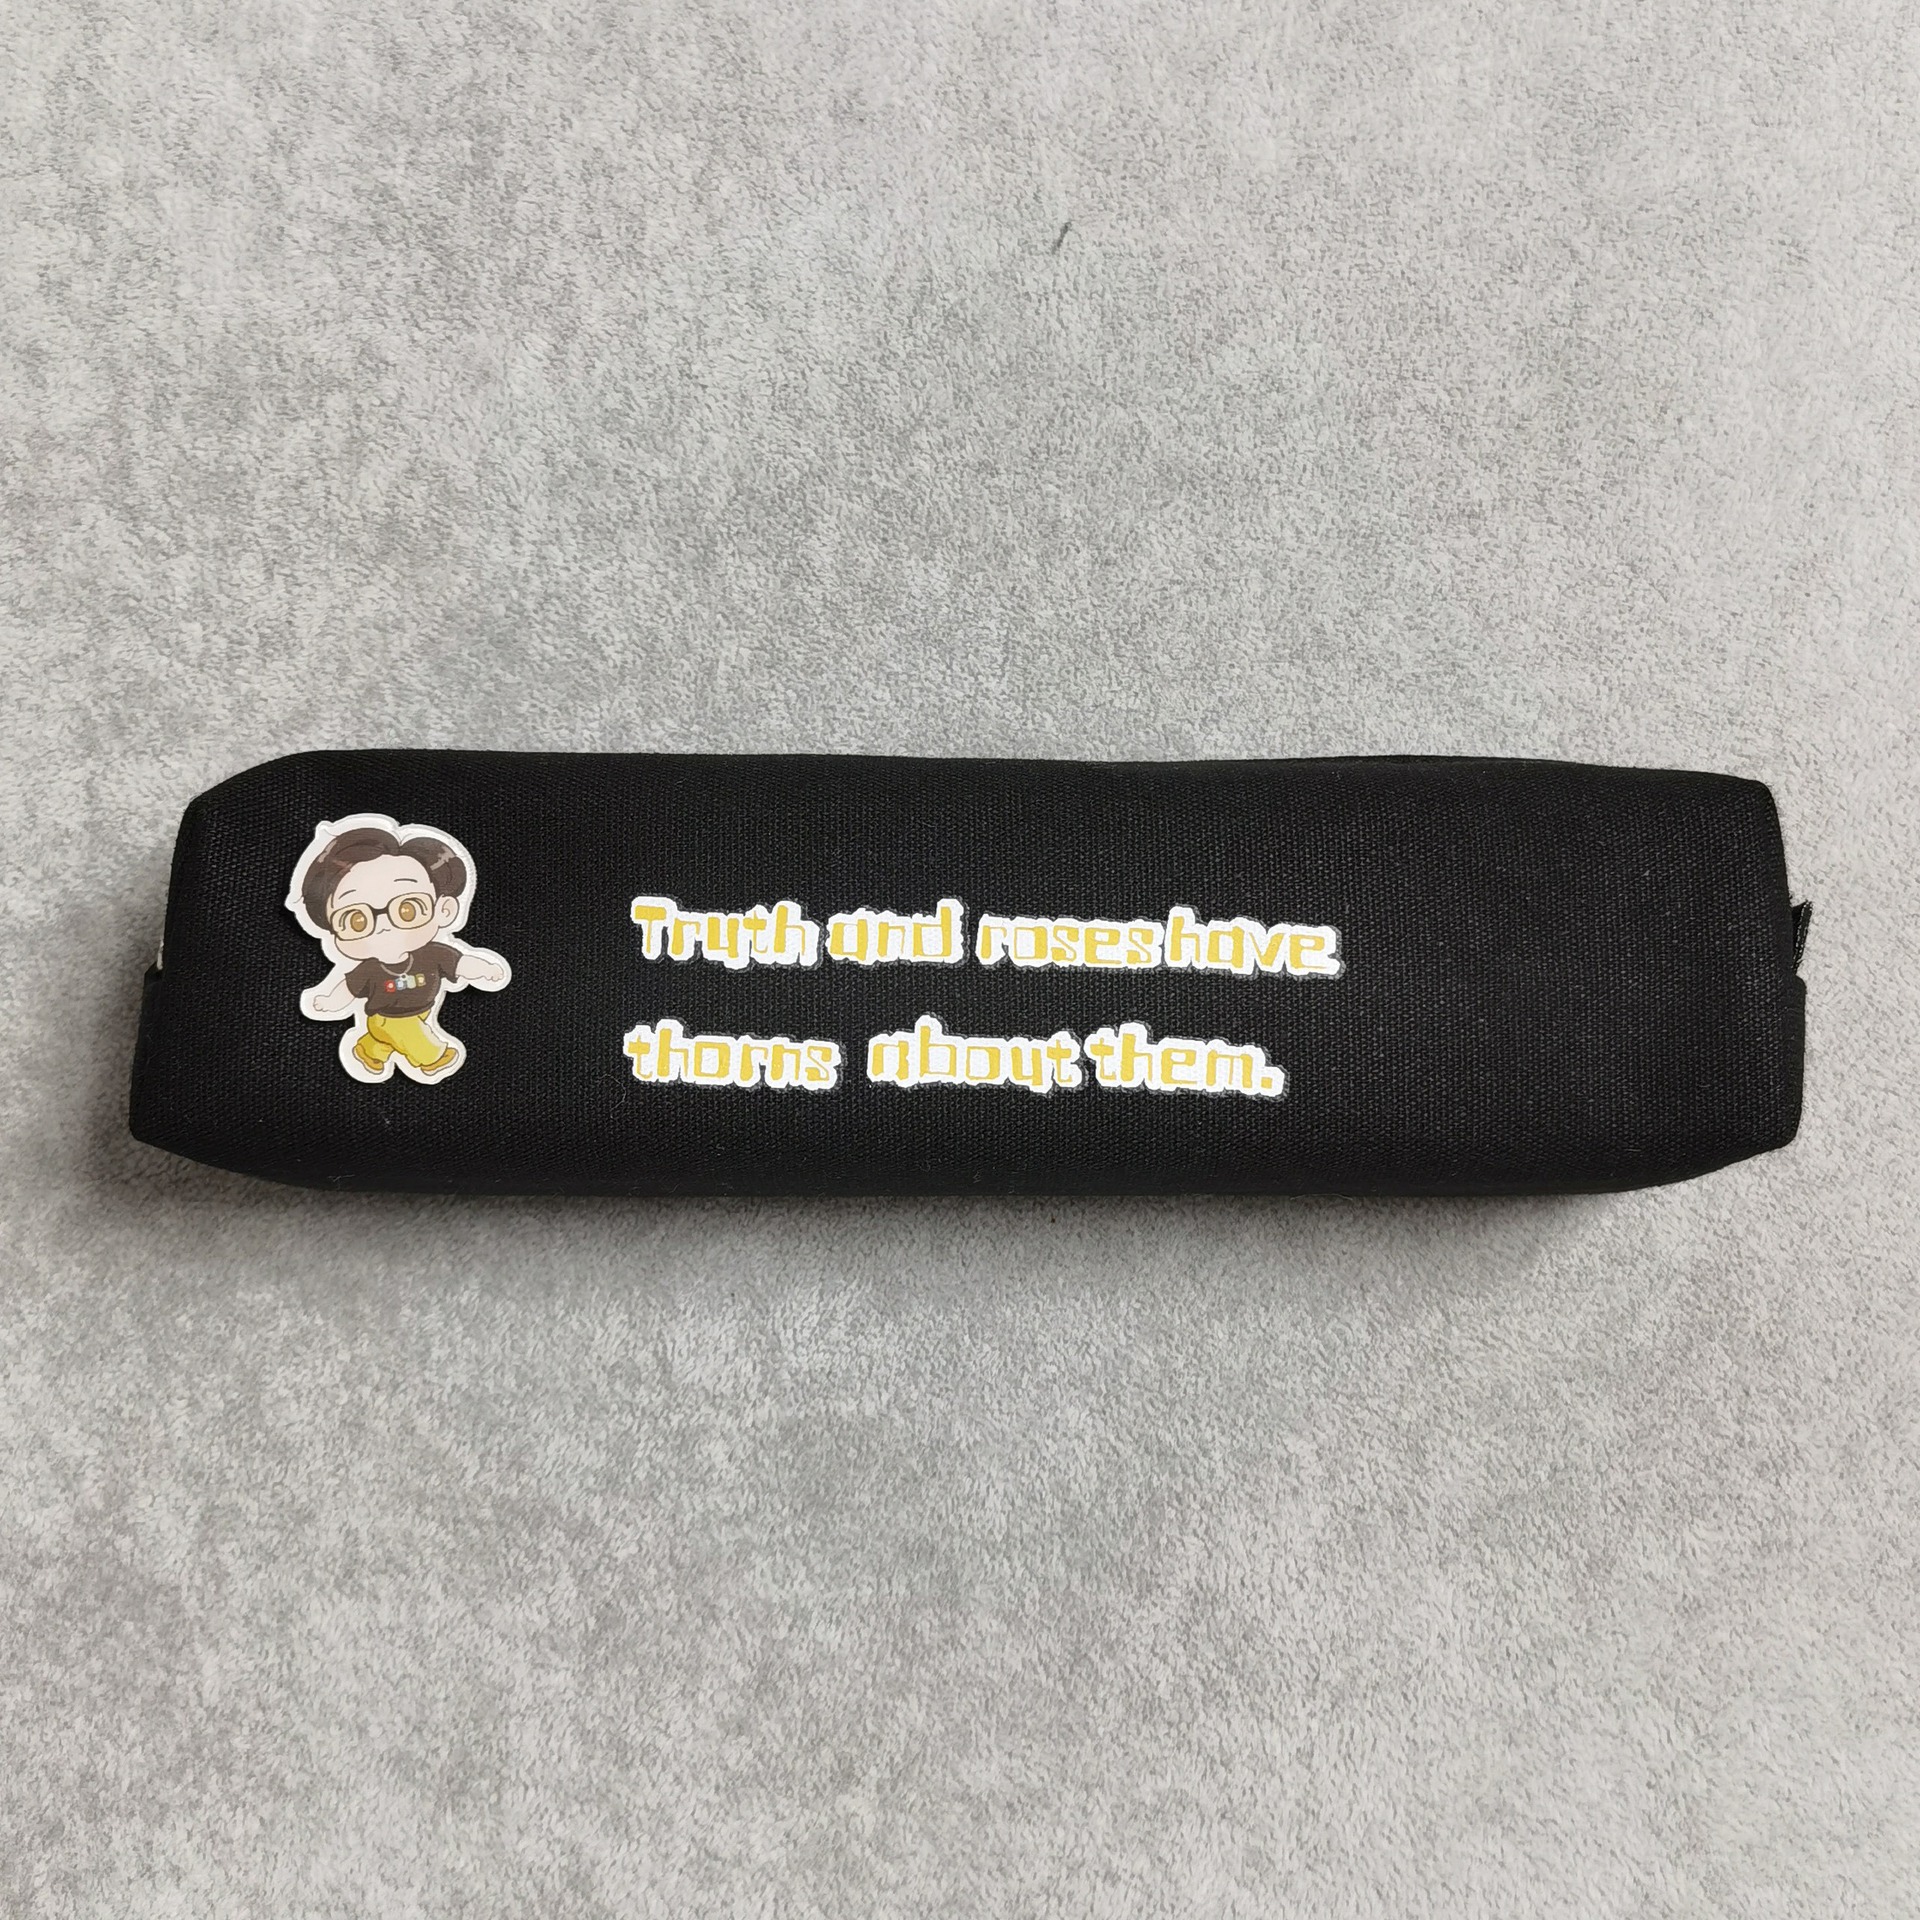 Truth and roses have
thorns about them.